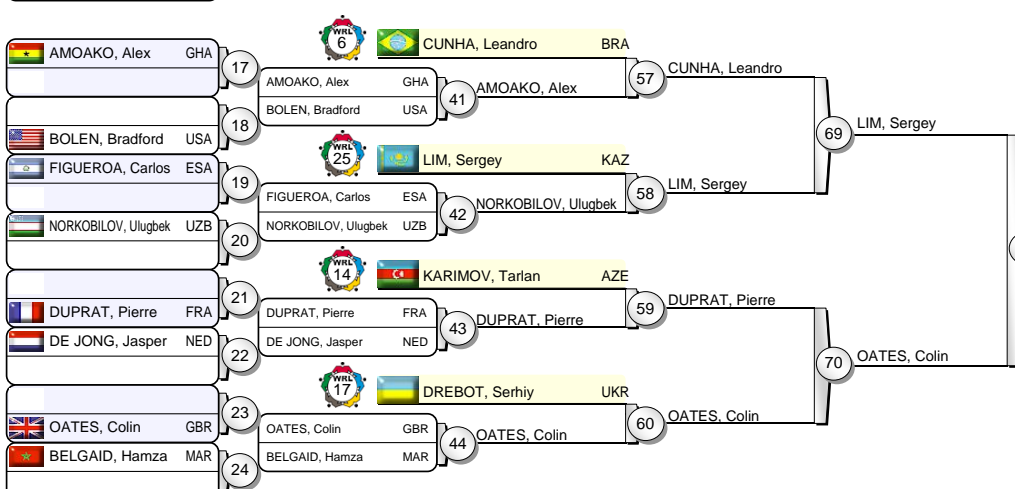 AMOAKO, Alex GHA
17
BOLEN, Bradford USA
18
FIGUEROA, Carlos ESA
19
NORKOBILOV, Ulugbek UZB
20
DUPRAT, Pierre FRA
21
DE JONG, Jasper NED
22
OATES, Colin GBR
23
BELGAID, Hamza MAR
24
AMOAKO, Alex GHA
BOLEN, Bradford USA
41
FIGUEROA, Carlos ESA
NORKOBILOV, Ulugbek UZB
42
DUPRAT, Pierre FRA
DE JONG, Jasper NED
43
OATES, Colin GBR
BELGAID, Hamza MAR
44
WRL
6
CUNHA, Leandro BRA
AMOAKO, Alex
57
WRL
25
LIM, Sergey KAZ
NORKOBILOV, Ulugbek
58
WRL
14
KARIMOV, Tarlan AZE
DUPRAT, Pierre
59
WRL
17
DREBOT, Serhiy UKR
OATES, Colin
60
CUNHA, Leandro
LIM, Sergey
69
DUPRAT, Pierre
OATES, Colin
70
LIM, Sergey
OATES, Colin